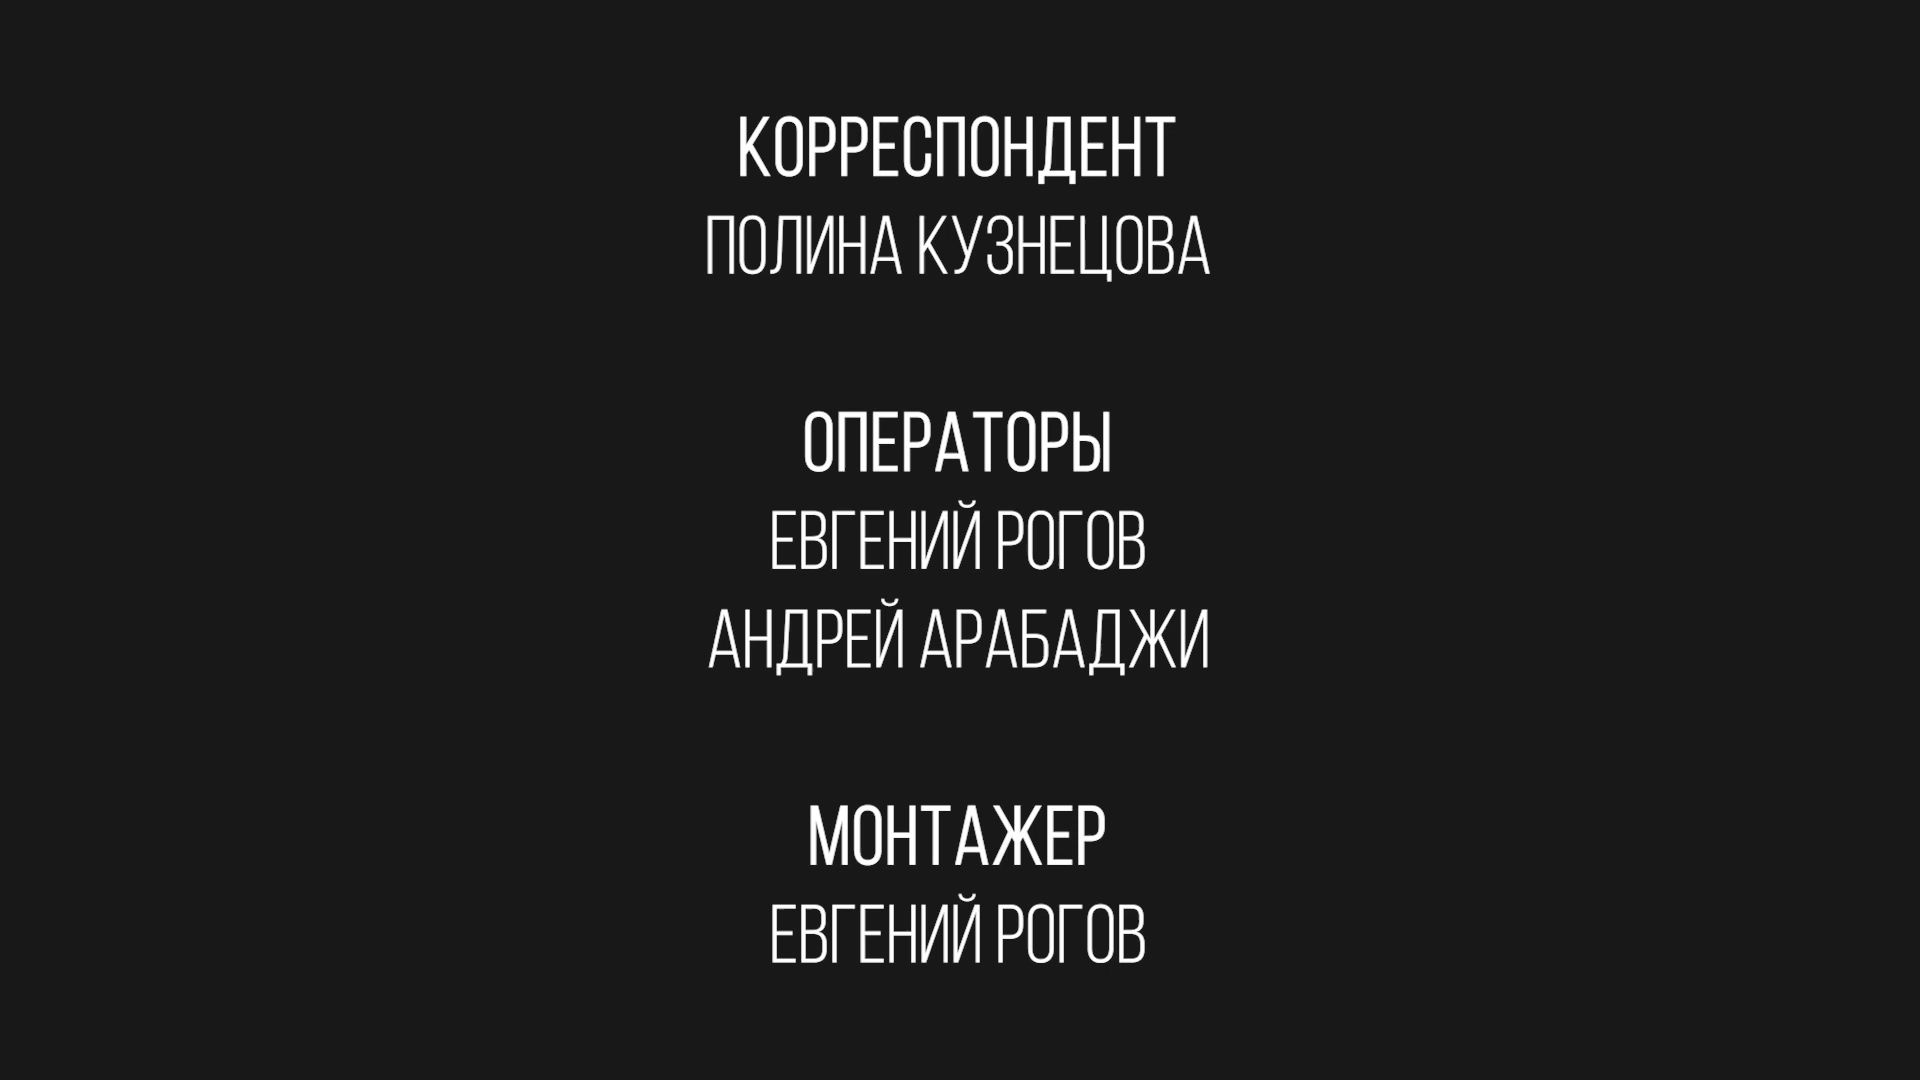 КОРРЕСПОНДЕНТ
ПОЛИНА КУЗНЕЦОВА
ОПЕРАТОРЫ
ЕВГЕНИЙ РОГОВ
АНДРЕЙ АРАБАДЖИ
МОНТАЖЕР
ЕВГЕНИЙ РОГОВ